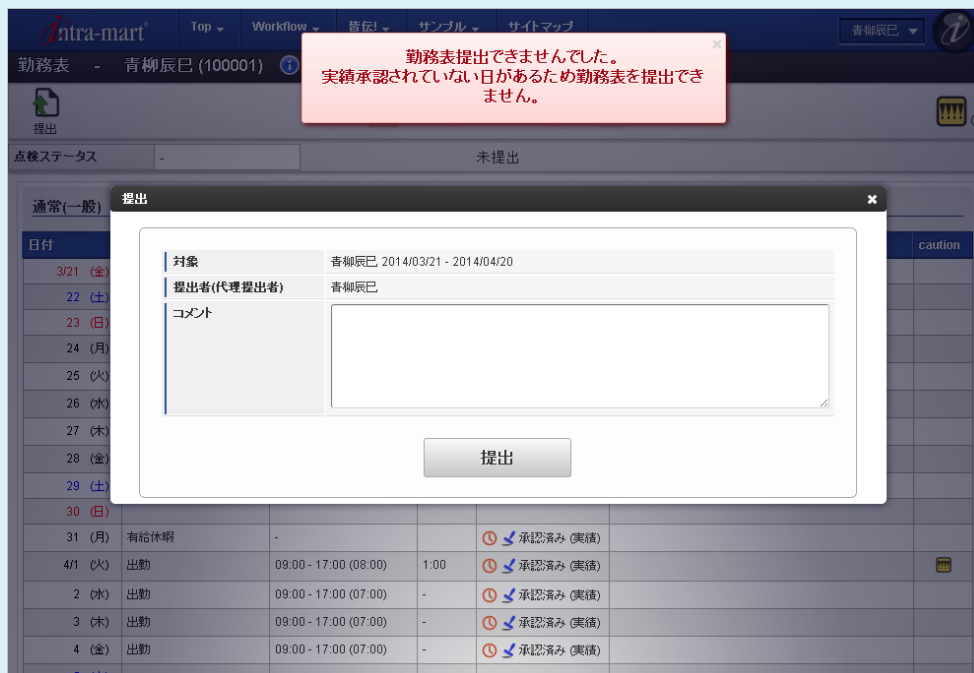 intra-mart®
Top
Workflow
皆伝!
サンプル
サイトマップ
青柳辰巳
勤務表 - 青柳辰巳 (100001)
勤務表提出できませんでした。
実績承認されていない日があるため勤務表を提出でき
ません。
提出
点検ステータス - 未提出
通常(一般)
提出
日付
caution
対象 青柳辰巳 2014/03/21 - 2014/04/20
提出者(代理提出者) 青柳辰巳
コメント
提出
3/21 (金)
22 (土)
23 (日)
24 (月)
25 (火)
26 (水)
27 (木)
28 (金)
29 (土)
30 (日)
31 (月) 有給休暇 - 承認済み (実績)
4/1 (火) 出勤 09:00 - 17:00 (08:00) 1:00 承認済み (実績)
2 (水) 出勤 09:00 - 17:00 (07:00) - 承認済み (実績)
3 (木) 出勤 09:00 - 17:00 (07:00) - 承認済み (実績)
4 (金) 出勤 09:00 - 17:00 (07:00) - 承認済み (実績)